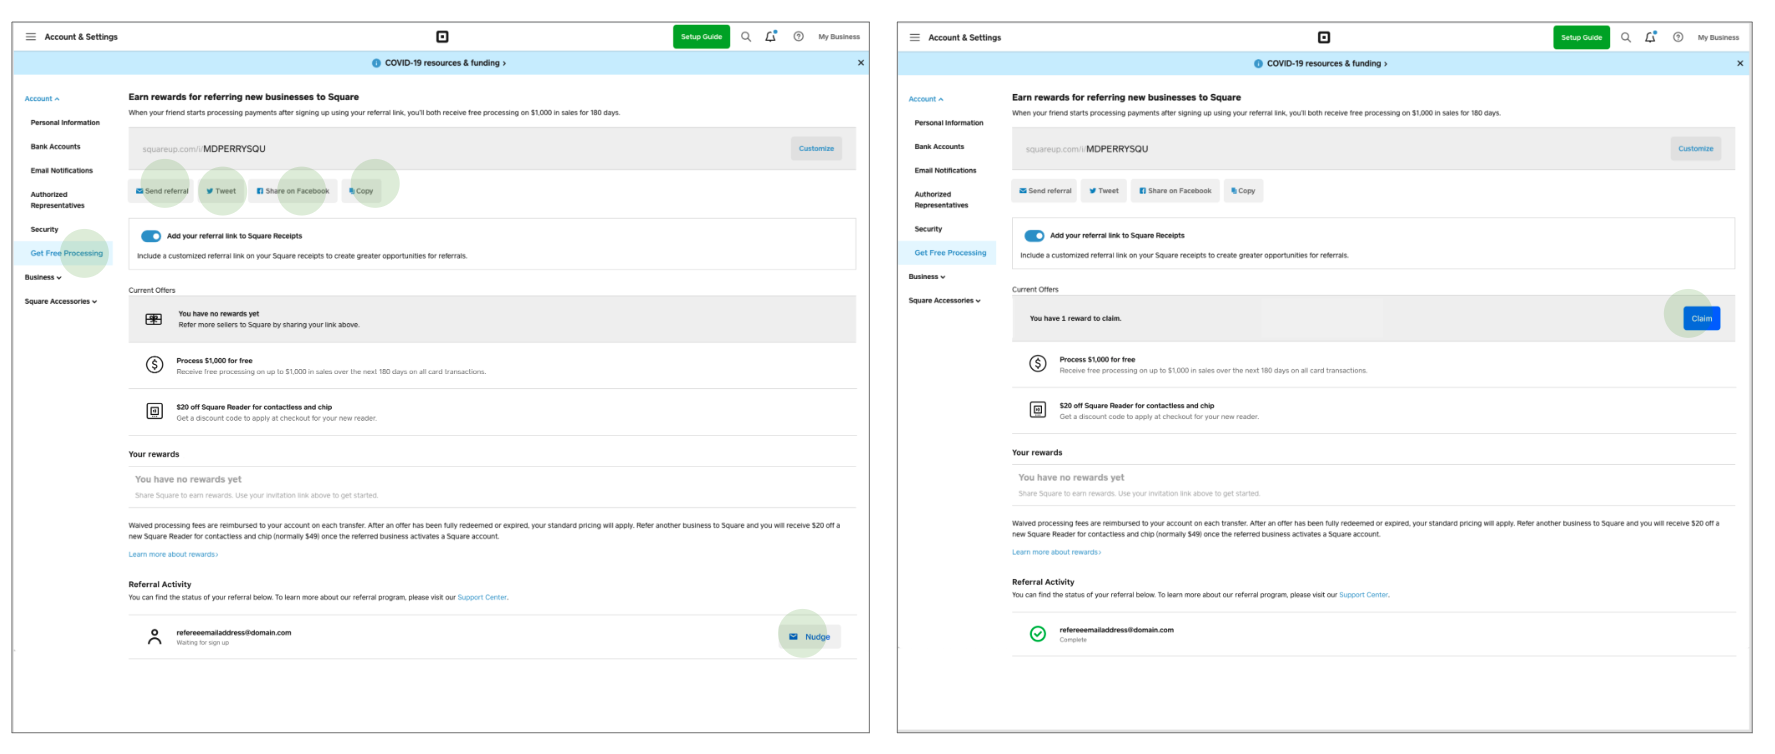 Account & Settings
Setup Guide
My Business
COVID-19 resources & funding ›
Account
Personal Information
Bank Accounts
Email Notifications
Authorized
Representatives
Security
Get Free Processing
Business
Square Accessories
Earn rewards for referring new businesses to Square
When your friend starts processing payments after signing up using your referral link, you'll both receive free processing on $1,000 in sales for 180 days.
squareup.com/i/MDPERRYSQU
Customize
Send referral
Tweet
Share on Facebook
Copy
Add your referral link to Square Receipts
Include a customized referral link on your Square receipts to create greater opportunities for referrals.
Current Offers
You have no rewards yet
Refer more sellers to Square by sharing your link above.
Process $1,000 for free
Receive free processing on up to $1,000 in sales over the next 180 days on all card transactions.
$20 off Square Reader for contactless and chip
Get a discount code to apply at checkout for your new reader.
Your rewards
You have no rewards yet
Share Square to earn rewards. Use your invitation link above to get started.
Waived processing fees are reimbursed to your account on each transfer. After an offer has been fully redeemed or expired, your standard pricing will apply. Refer another business to Square and you will receive $20 off a
new Square Reader for contactless and chip (normally $49) once the referred business activates a Square account.
Learn more about rewards›
Referral Activity
You can find the status of your referral below. To learn more about our referral program, please visit our Support Center.
refereeemailaddress@domain.com
Waiting for sign up
Nudge
Account & Settings
Setup Guide
My Business
COVID-19 resources & funding ›
Account
Personal Information
Bank Accounts
Email Notifications
Authorized
Representatives
Security
Get Free Processing
Business
Square Accessories
Earn rewards for referring new businesses to Square
When your friend starts processing payments after signing up using your referral link, you'll both receive free processing on $1,000 in sales for 180 days.
squareup.com/i/MDPERRYSQU
Customize
Send referral
Tweet
Share on Facebook
Copy
Add your referral link to Square Receipts
Include a customized referral link on your Square receipts to create greater opportunities for referrals.
Current Offers
You have 1 reward to claim.
Claim
Process $1,000 for free
Receive free processing on up to $1,000 in sales over the next 180 days on all card transactions.
$20 off Square Reader for contactless and chip
Get a discount code to apply at checkout for your new reader.
Your rewards
You have no rewards yet
Share Square to earn rewards. Use your invitation link above to get started.
Waived processing fees are reimbursed to your account on each transfer. After an offer has been fully redeemed or expired, your standard pricing will apply. Refer another business to Square and you will receive $20 off a
new Square Reader for contactless and chip (normally $49) once the referred business activates a Square account.
Learn more about rewards›
Referral Activity
You can find the status of your referral below. To learn more about our referral program, please visit our Support Center.
refereeemailaddress@domain.com
Complete